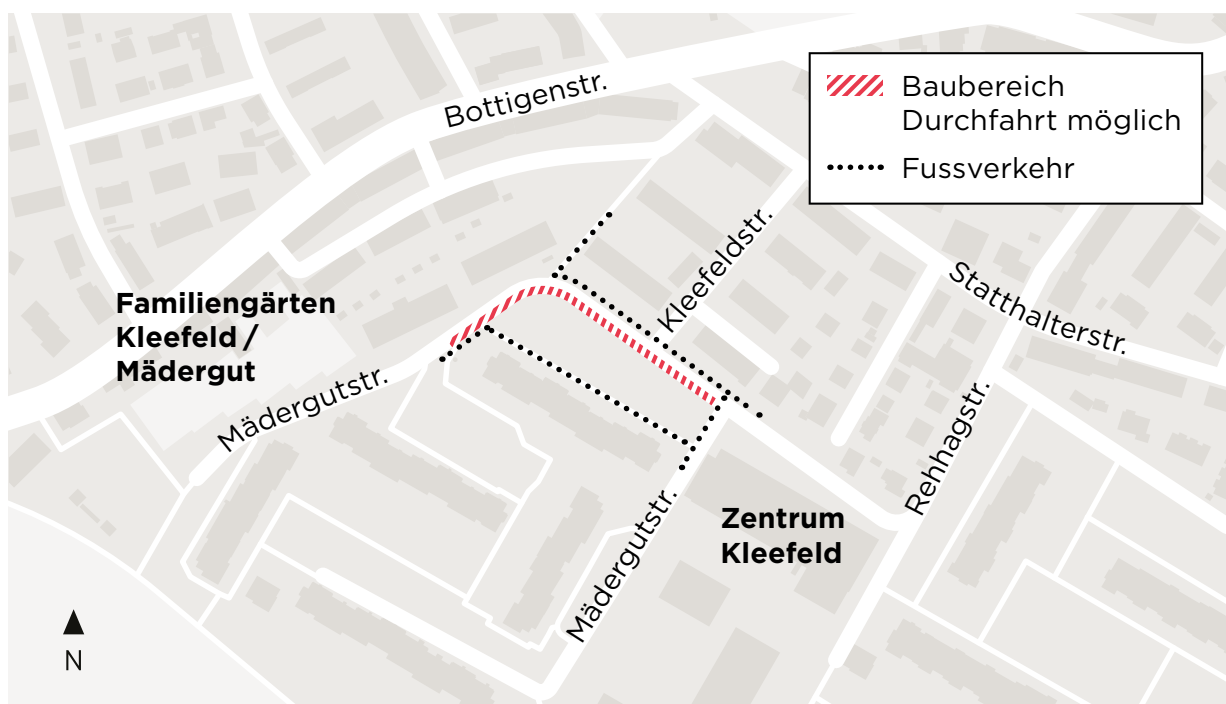 Bottigenstr.
Baubereich
Durchfahrt möglich
Fussverkehr
Kleefeldstr.
Statthalterstr.
Familiengärten
Kleefeld /
Mädergut
Mädergutstr.
Rehhagstr.
Zentrum
Kleefeld
Mädergutstr.
N